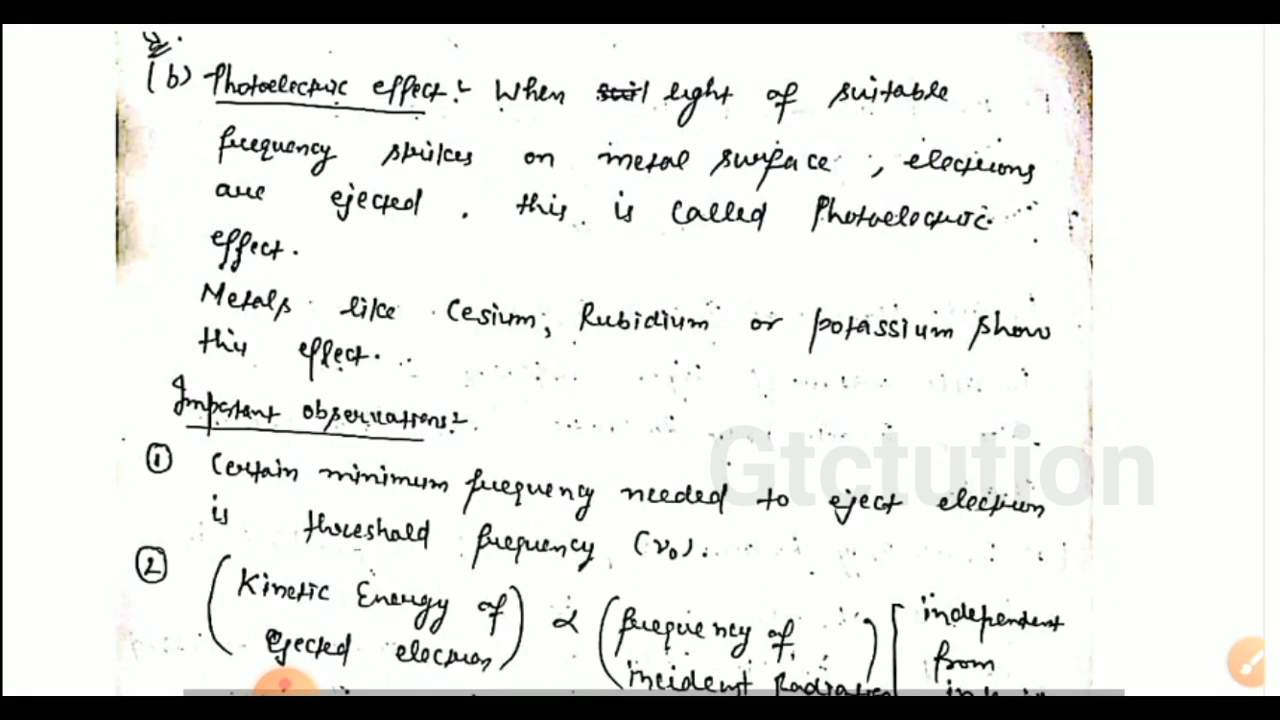 (b) Photoelectric effect:- When light of suitable
frequency strikes on metal surface, electrons
are ejected. this is called Photoelectric
effect.
Metals like Cesium, Rubidium or potassium show
this effect.
Important observations:-
① Certain minimum frequency needed to eject electron
is threshold frequency (ν₀).
② (Kinetic Energy of ejected electron) ∝ (frequency of incident Radiation) [independent from
Gtctution